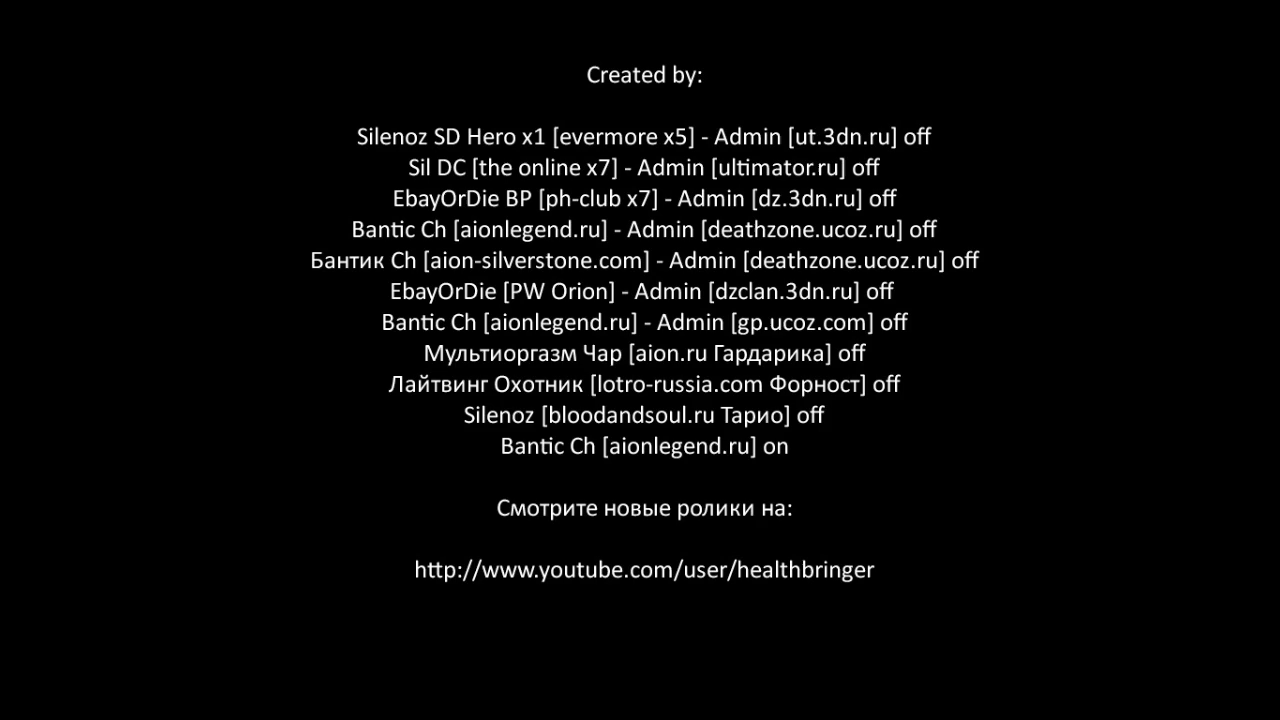 Created by:
Silenoz SD Hero x1 [evermore x5] - Admin [ut.3dn.ru] off
Sil DC [the online x7] - Admin [ultimator.ru] off
EbayOrDie BP [ph-club x7] - Admin [dz.3dn.ru] off
Bantic Ch [aionlegend.ru] - Admin [deathzone.ucoz.ru] off
Бантик Ch [aion-silverstone.com] - Admin [deathzone.ucoz.ru] off
EbayOrDie [PW Orion] - Admin [dzclan.3dn.ru] off
Bantic Ch [aionlegend.ru] - Admin [gp.ucoz.com] off
Мультиоргазм Чар [aion.ru Гардарика] off
Лайтвинг Охотник [lotro-russia.com Форност] off
Silenoz [bloodandsoul.ru Тарио] off
Bantic Ch [aionlegend.ru] on
Смотрите новые ролики на:
http://www.youtube.com/user/healthbringer